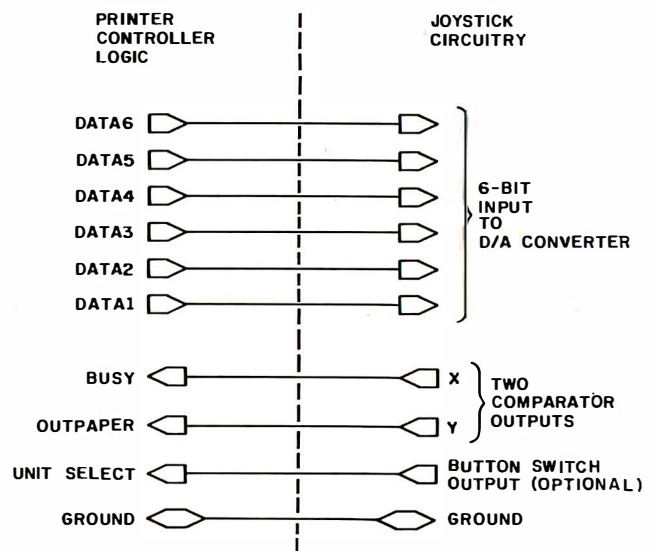 PRINTER
CONTROLLER
LOGIC
JOYSTICK
CIRCUITRY
DATA6
DATA5
DATA4
DATA3
DATA2
DATA1
6-BIT
INPUT
TO
D/A CONVERTER
BUSY
X
OUTPAPER
Y
TWO
COMPARATOR
OUTPUTS
UNIT SELECT
BUTTON SWITCH
OUTPUT (OPTIONAL)
GROUND
GROUND